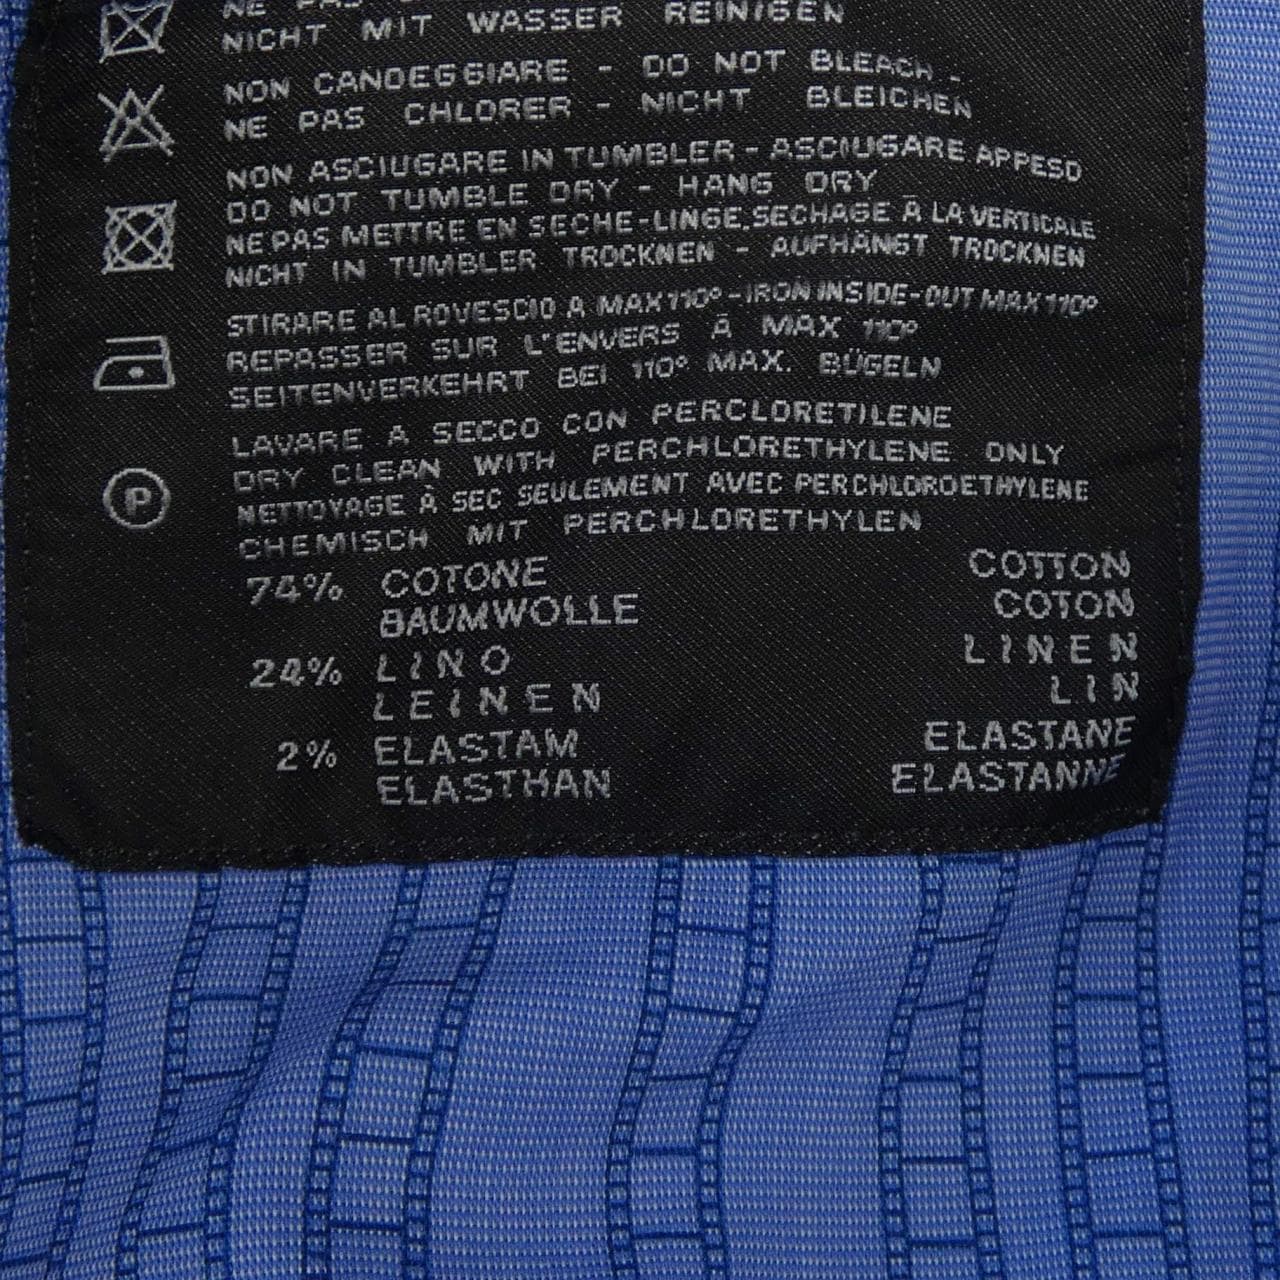 NE PAS
NICHT MIT WASSER REINIGEN
NON CANDEGGIARE - DO NOT BLEACH -
NE PAS CHLORER - NICHT BLEICHEN
NON ASCIUGARE IN TUMBLER - ASCIUGARE APPESO
DO NOT TUMBLE DRY - HANG DRY
NE PAS METTRE EN SECHE-LINGE, SECHAGE À LA VERTICALE
NICHT IN TUMBLER TROCKNEN - AUFHÄNGT TROCKNEN
STIRARE AL ROVESCIO A MAX 110° - IRON INSIDE-OUT MAX 110°
REPASSER SUR L'ENVERS À MAX 110°
SEITENVERKEHRT BEI 110° MAX. BÜGELN
LAVARE A SECCO CON PERCLORETILENE
DRY CLEAN WITH PERCHLORETHYLENE ONLY
P
NETTOYAGE À SEC SEULEMENT AVEC PERCHLOROETHYLENE
CHEMISCH MIT PERCHLORETHYLEN
74% COTONE COTTON
BAUMWOLLE COTON
24% LINO LINEN
LEINEN LIN
2% ELASTAM ELASTANE
ELASTHAN ELASTANNE